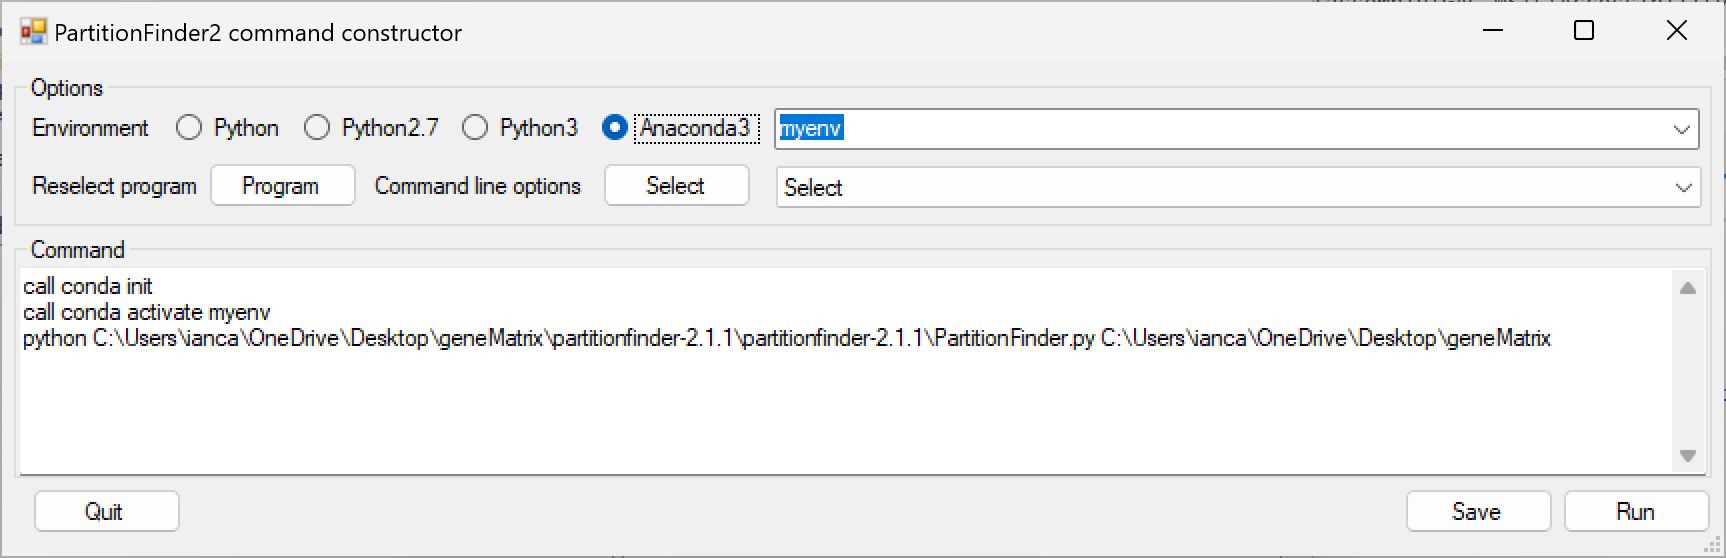 PartitionFinder2 command constructor
Options
Environment Python Python2.7 Python3 Anaconda3 myenv
Reselect program Program Command line options Select Select
Command
call conda init
call conda activate myenv
python C:\Users\ianca\OneDrive\Desktop\geneMatrix\partitionfinder-2.1.1\partitionfinder-2.1.1\PartitionFinder.py C:\Users\ianca\OneDrive\Desktop\geneMatrix
Quit Save Run